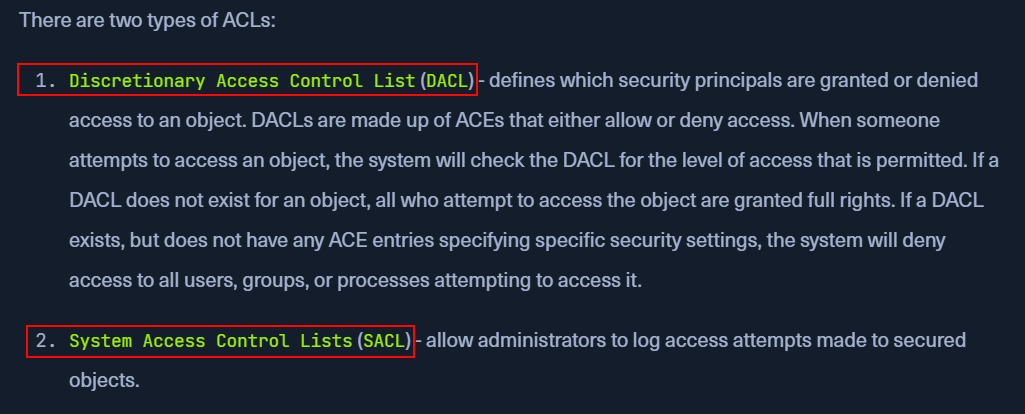 There are two types of ACLs:
1. Discretionary Access Control List (DACL) - defines which security principals are granted or denied
access to an object. DACLs are made up of ACEs that either allow or deny access. When someone
attempts to access an object, the system will check the DACL for the level of access that is permitted. If a
DACL does not exist for an object, all who attempt to access the object are granted full rights. If a DACL
exists, but does not have any ACE entries specifying specific security settings, the system will deny
access to all users, groups, or processes attempting to access it.
2. System Access Control Lists (SACL) - allow administrators to log access attempts made to secured
objects.